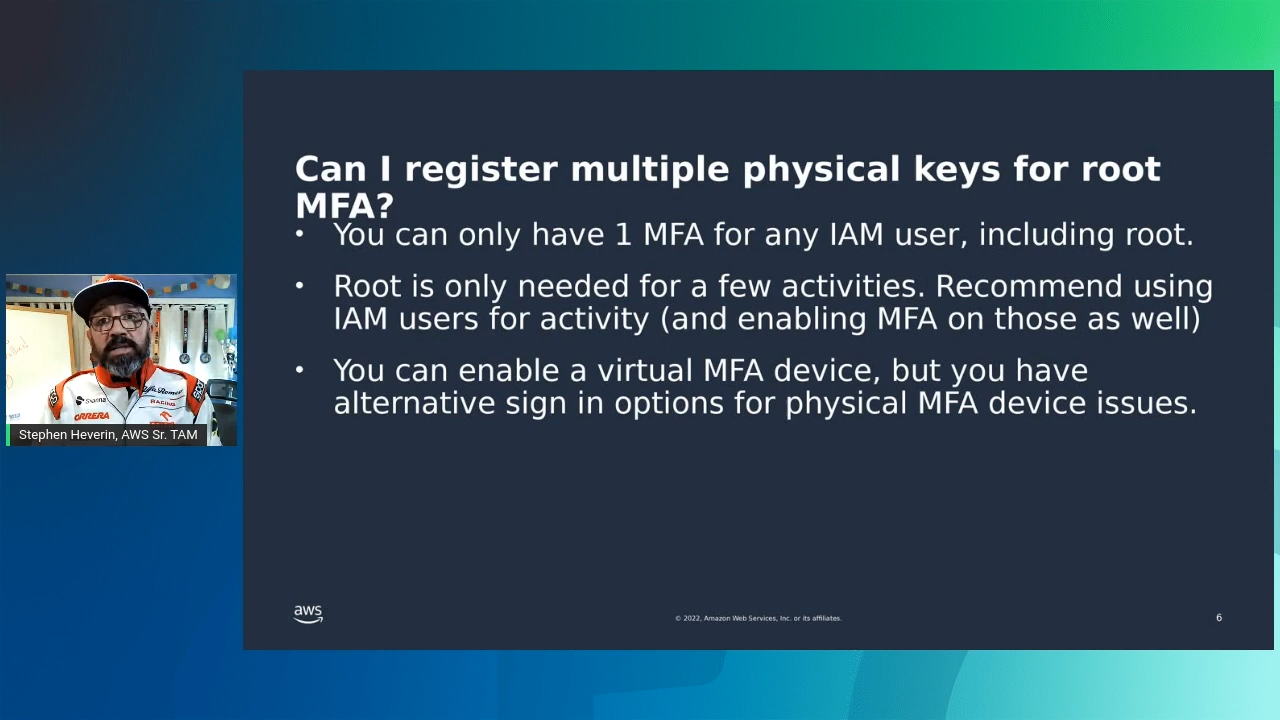 Can I register multiple physical keys for root
MFA?
• You can only have 1 MFA for any IAM user, including root.
• Root is only needed for a few activities. Recommend using
IAM users for activity (and enabling MFA on those as well)
• You can enable a virtual MFA device, but you have
alternative sign in options for physical MFA device issues.
CARRERA
RACING
Stephen Heverin, AWS Sr. TAM
aws
© 2022, Amazon Web Services, Inc. or its affiliates.
6